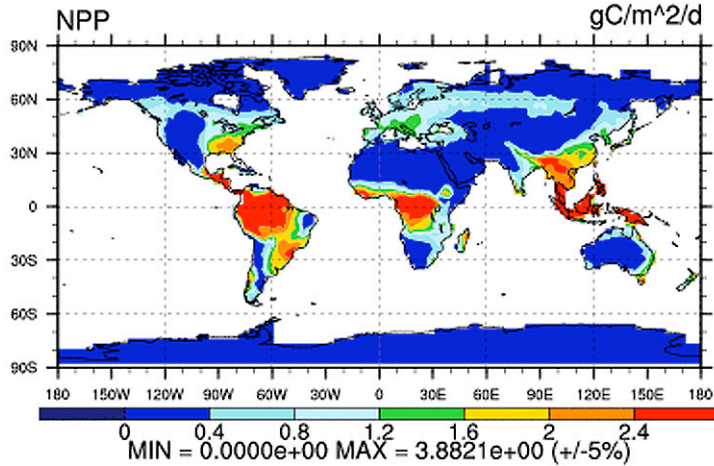 NPP gC/m^2/d
90N
60N
30N
0
30S
60S
90S
180 150W 120W 90W 60W 30W 0 30E 60E 90E 120E 150E 180
0 0.4 0.8 1.2 1.6 2 2.4
MIN = 0.0000e+00 MAX = 3.8821e+00 (+/-5%)